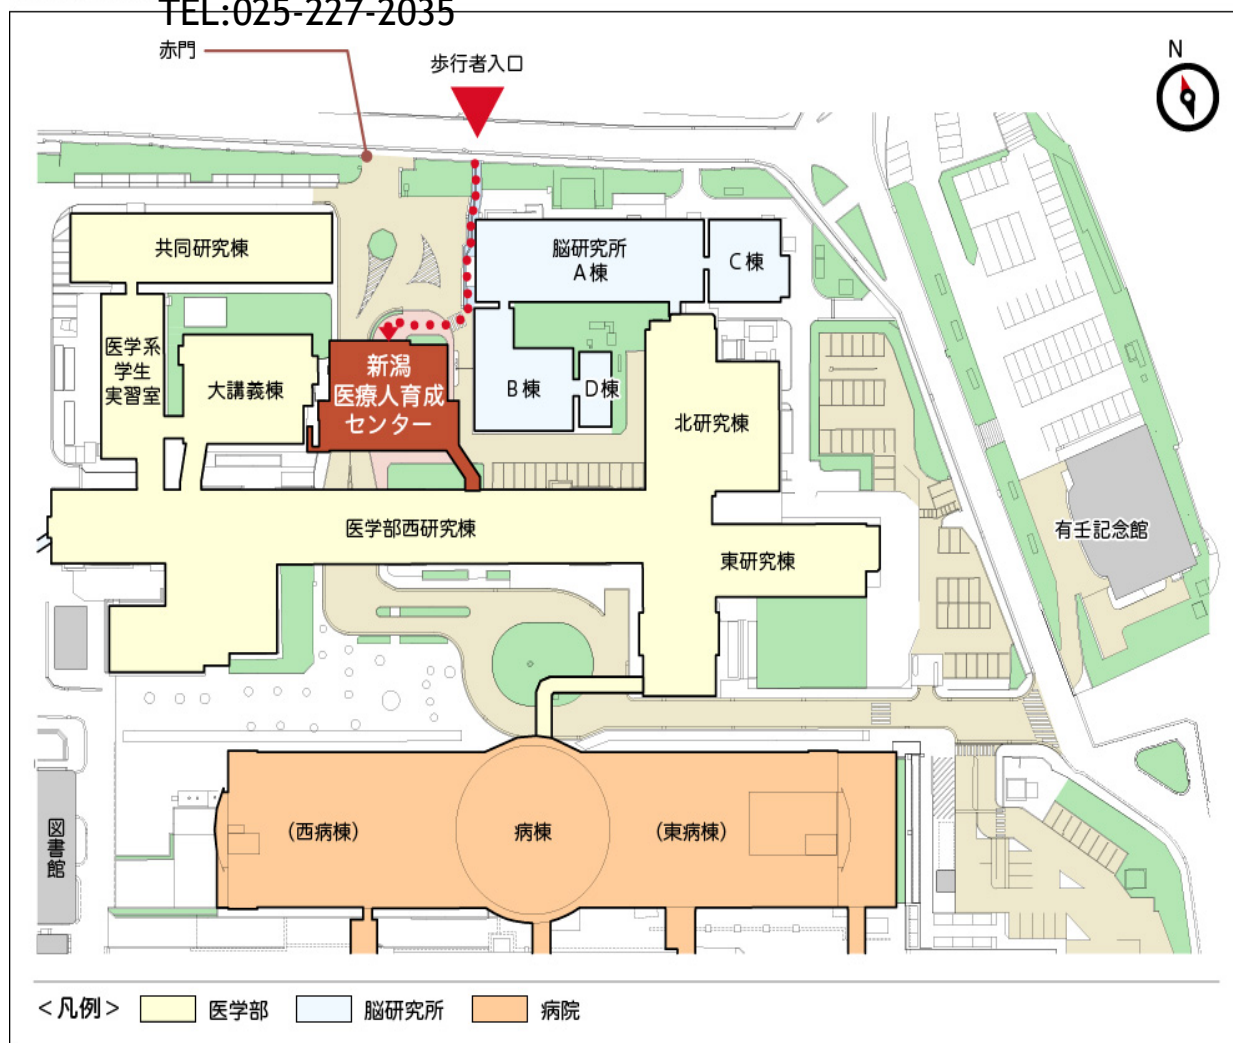 TEL:025-227-2035
赤門
歩行者入口
N
共同研究棟
脳研究所
A棟
C棟
医学系
学生
実習室
大講義棟
新潟
医療人育成
センター
B棟
D棟
北研究棟
医学部西研究棟
東研究棟
有壬記念館
図書館
(西病棟)
病棟
(東病棟)
<凡例>
医学部
脳研究所
病院